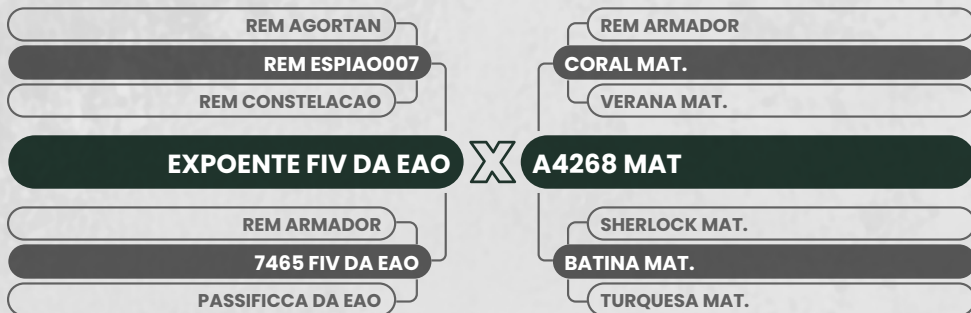 REM AGORTAN
REM ARMADOR
REM ESPIAO007
CORAL MAT.
REM CONSTELACAO
VERANA MAT.
EXPOENTE FIV DA EAO X A4268 MAT
REM ARMADOR
SHERLOCK MAT.
7465 FIV DA EAO
BATINA MAT.
PASSIFICCA DA EAO
TURQUESA MAT.